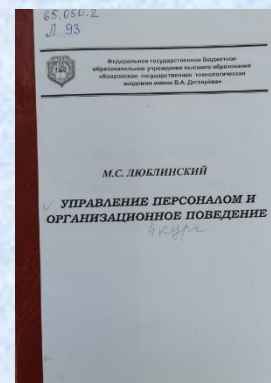 65.050.2
Л 93
Федеральное государственное бюджетное
образовательное учреждение высшего образования
«Ковровская государственная технологическая
академия имени В.А. Дегтярёва»
М.С. ЛЮБЛИНСКИЙ
УПРАВЛЕНИЕ ПЕРСОНАЛОМ И
ОРГАНИЗАЦИОННОЕ ПОВЕДЕНИЕ
4 курс